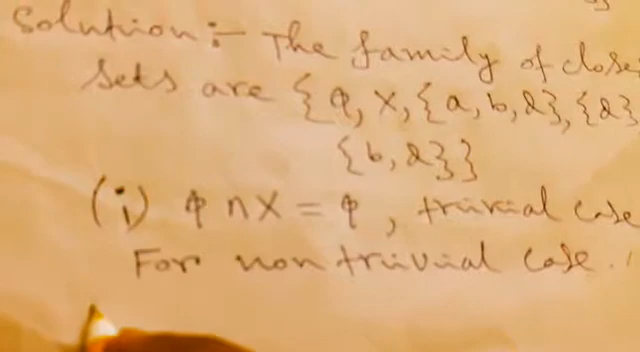 Solution:- The family of close
sets are {φ, X, {a, b, d}, {d}
{b, d}}
(i) φ ∩ X = φ, trivial case
For non trivial case.